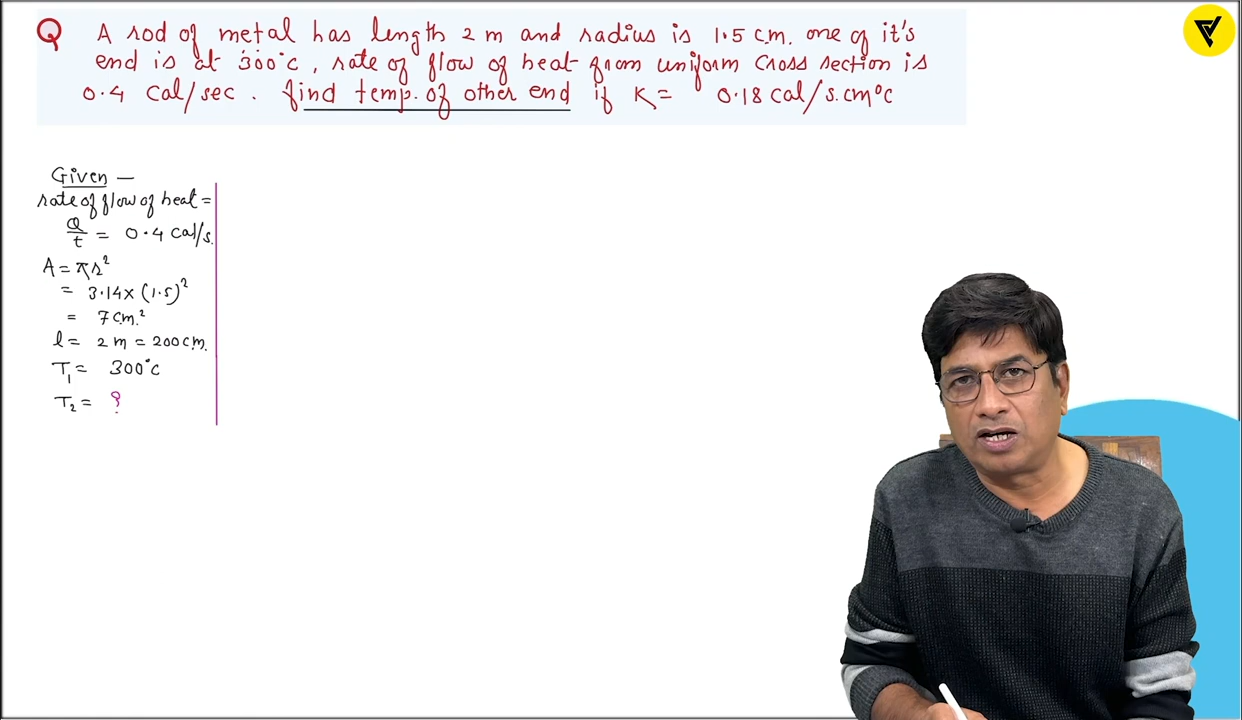 Q A rod of metal has length 2 m and radius is 1.5 c.m. one of it's
end is at 300°c, rate of flow of heat from uniform cross section is
0.4 cal/sec. find temp. of other end if K = 0.18 cal/s.cm°c
Given —
rate of flow of heat =
Q/t = 0.4 cal/s.
A = πr²
= 3.14x (1.5)²
= 7 cm.²
l = 2 m = 200 c.m.
T₁ = 300°c
T₂ = ?